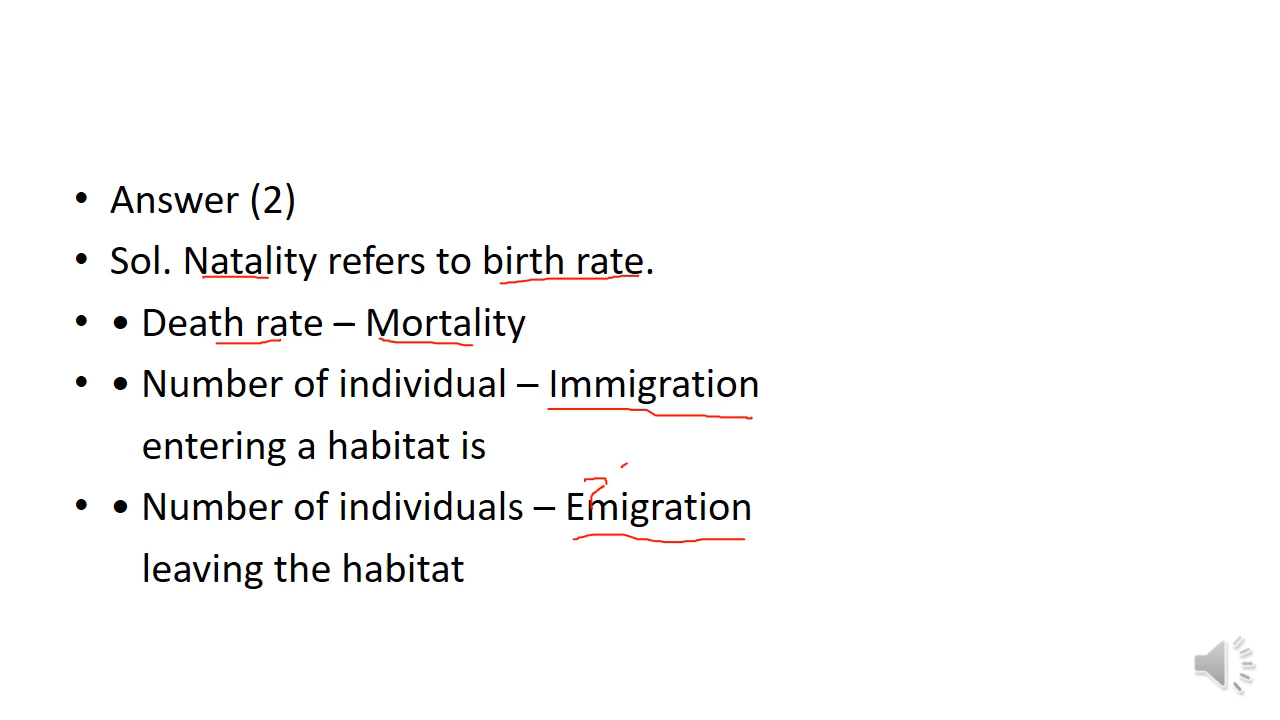 • Answer (2)
• Sol. Natality refers to birth rate.
• • Death rate – Mortality
• • Number of individual – Immigration
entering a habitat is
• • Number of individuals – Emigration
leaving the habitat